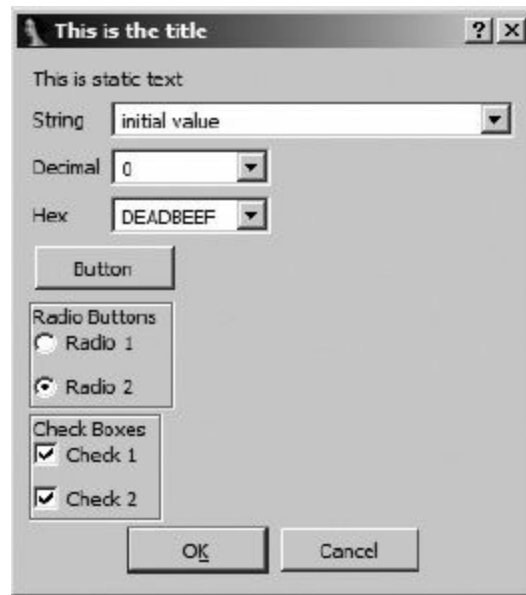 This is the title
This is static text
String initial value
Decimal 0
Hex DEADBEEF
Button
Radio Buttons
Radio 1
Radio 2
Check Boxes
Check 1
Check 2
OK Cancel